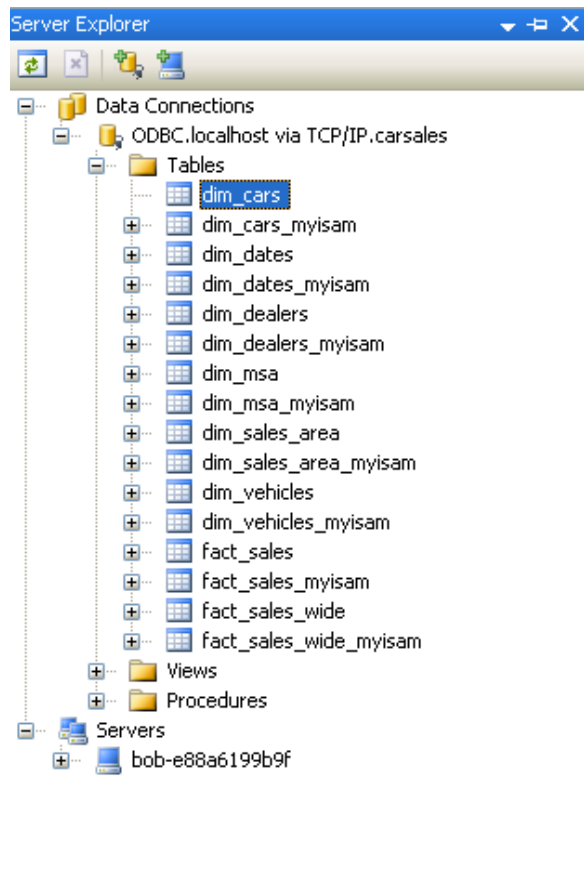 Server Explorer
Data Connections
ODBC.localhost via TCP/IP.carsales
Tables
dim_cars
dim_cars_myisam
dim_dates
dim_dates_myisam
dim_dealers
dim_dealers_myisam
dim_msa
dim_msa_myisam
dim_sales_area
dim_sales_area_myisam
dim_vehicles
dim_vehicles_myisam
fact_sales
fact_sales_myisam
fact_sales_wide
fact_sales_wide_myisam
Views
Procedures
Servers
bob-e88a6199b9f